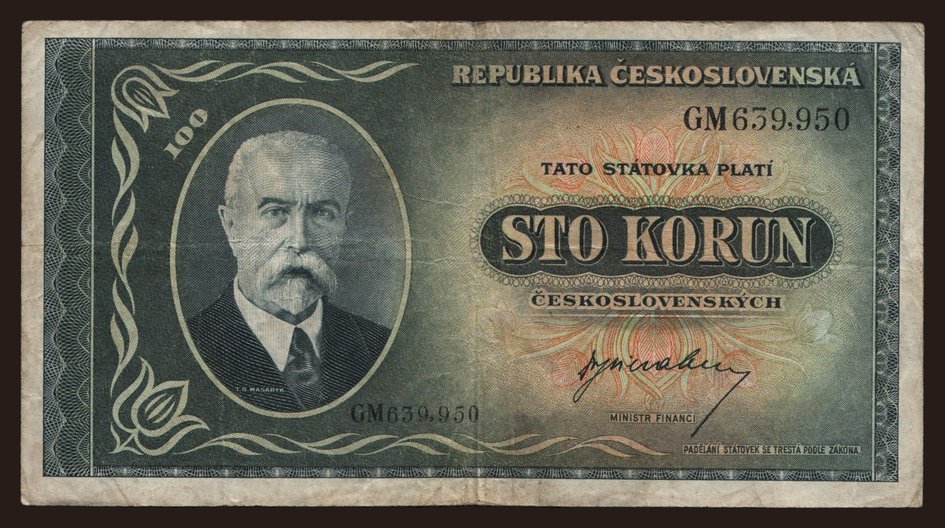 REPUBLIKA ČESKOSLOVENSKÁ
100
GM639,950
TATO STÁTOVKA PLATÍ
STO KORUN
ČESKOSLOVENSKÝCH
T. G. MASARYK
GM639,950
MINISTR FINANCÍ
PADĚLÁNÍ STÁTOVEK SE TRESTÁ PODLE ZÁKONA.